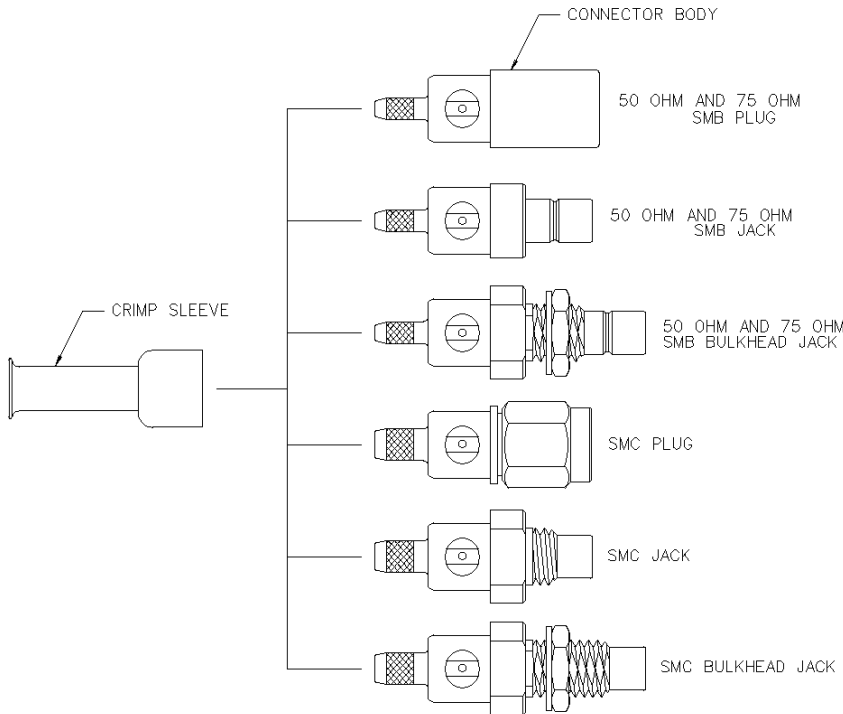 CONNECTOR BODY
50 OHM AND 75 OHM
SMB PLUG
50 OHM AND 75 OHM
SMB JACK
CRIMP SLEEVE
50 OHM AND 75 OHM
SMB BULKHEAD JACK
SMC PLUG
SMC JACK
SMC BULKHEAD JACK